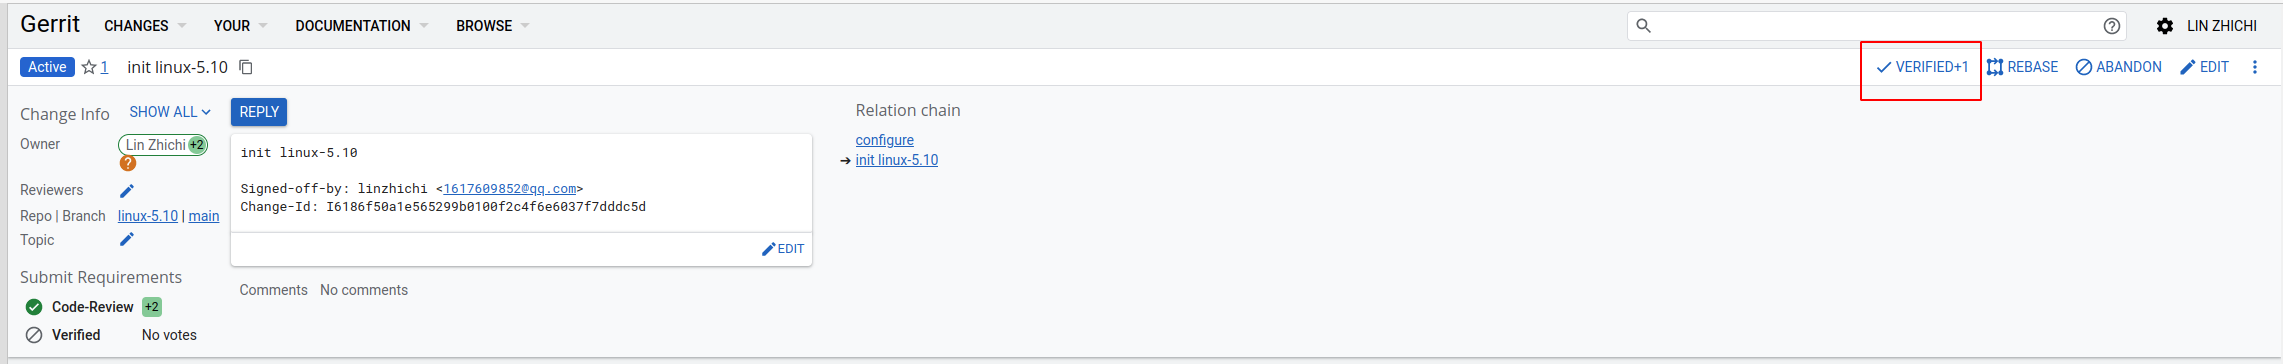 Gerrit CHANGES YOUR DOCUMENTATION BROWSE LIN ZHICHI
Active 1 init linux-5.10 VERIFIED+1 REBASE ABANDON EDIT
Change Info SHOW ALL
Owner Lin Zhichi +2
?
Reviewers
Repo | Branch linux-5.10 | main
Topic
Submit Requirements
Code-Review +2
Verified No votes
REPLY
init linux-5.10
Signed-off-by: linzhichi <1617609852@qq.com>
Change-Id: I6186f50a1e565299b0100f2c4f6e6037f7dddc5d
EDIT
Comments No comments
Relation chain
configure
➔ init linux-5.10